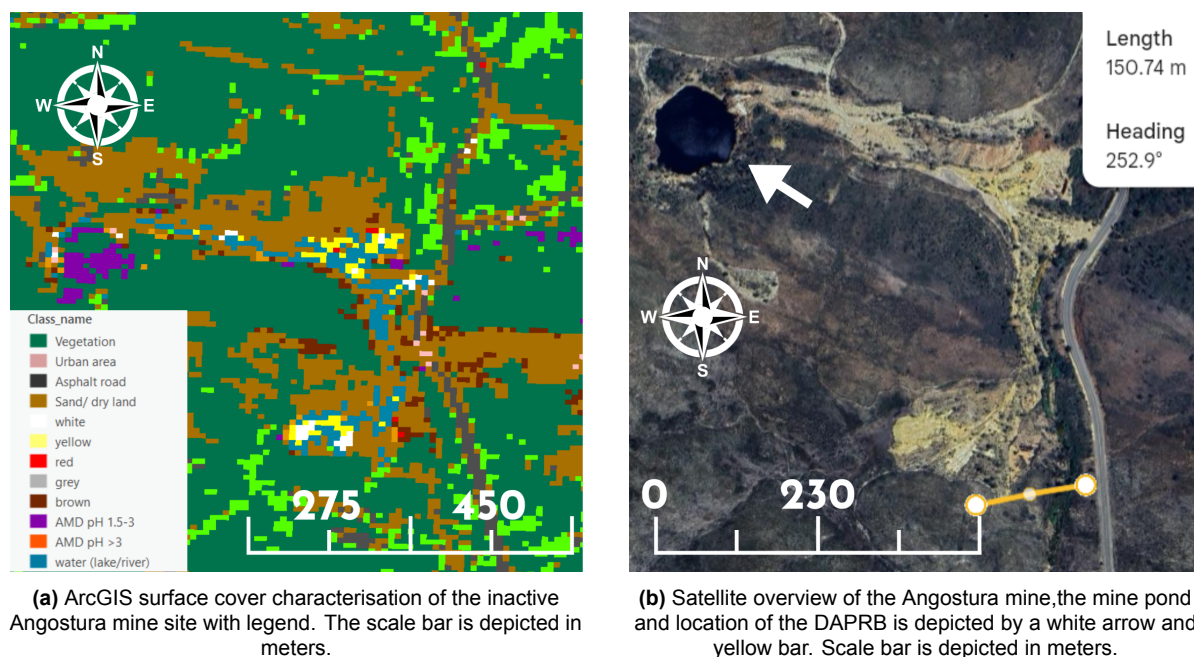 N
W E
S
Class_name
Vegetation
Urban area
Asphalt road
Sand/ dry land
white
yellow
red
grey
brown
AMD pH 1.5-3
AMD pH >3
water (lake/river)
275 450
(a) ArcGIS surface cover characterisation of the inactive
Angostura mine site with legend. The scale bar is depicted in
meters.
Length
150.74 m
Heading
252.9°
N
W E
S
0 230
(b) Satellite overview of the Angostura mine,the mine pond
and location of the DAPRB is depicted by a white arrow and
yellow bar. Scale bar is depicted in meters.